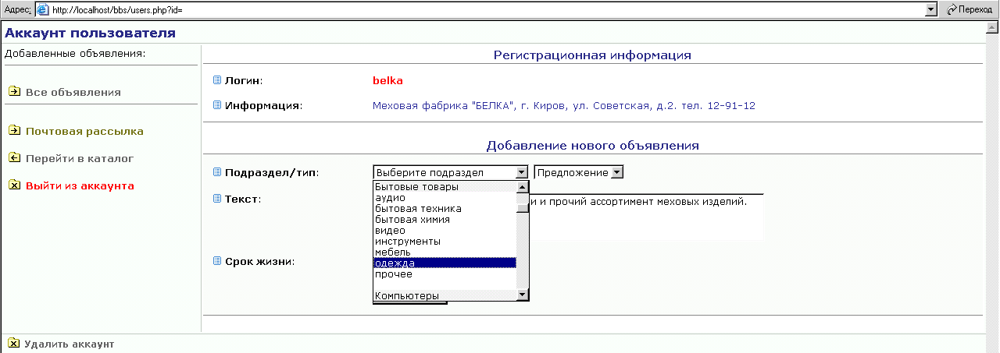 Адрес: http://localhost/bbs/users.php?id= Переход
Аккаунт пользователя
Добавленные объявления:
Все объявления
Почтовая рассылка
Перейти в каталог
Выйти из аккаунта
Регистрационная информация
Логин: belka
Информация: Меховая фабрика "БЕЛКА", г. Киров, ул. Советская, д.2. тел. 12-91-12
Добавление нового объявления
Подраздел/тип: Выберите подраздел Предложение
Бытовые товары
аудио
Текст: и и прочий ассортимент меховых изделий.
бытовая техника
бытовая химия
видео
инструменты
мебель
Срок жизни: одежда
прочее
Компьютеры
Удалить аккаунт